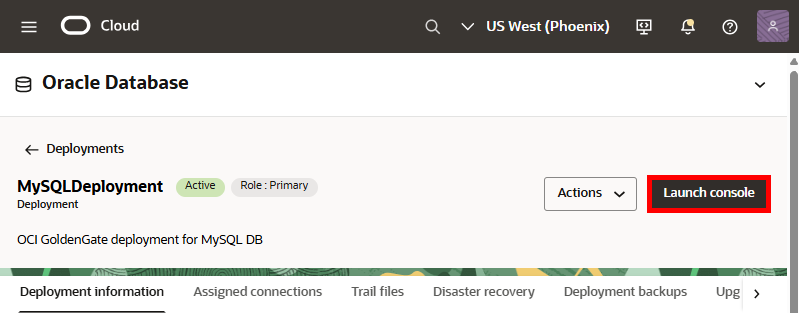 Cloud US West (Phoenix)
Oracle Database
Deployments
MySQLDeployment Active Role : Primary
Deployment
Actions Launch console
OCI GoldenGate deployment for MySQL DB
Deployment information Assigned connections Trail files Disaster recovery Deployment backups Upg